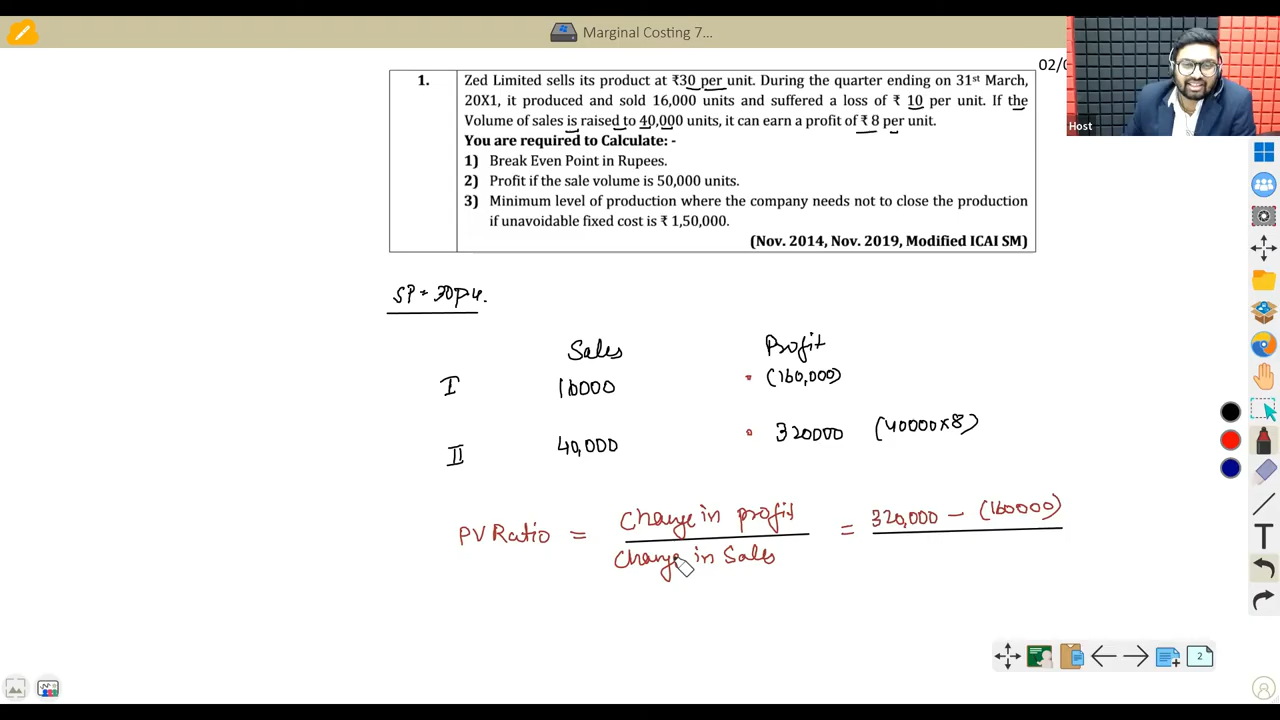 Marginal Costing 7...
02/0
Host
1. Zed Limited sells its product at ₹30 per unit. During the quarter ending on 31st March,
20X1, it produced and sold 16,000 units and suffered a loss of ₹ 10 per unit. If the
Volume of sales is raised to 40,000 units, it can earn a profit of ₹ 8 per unit.
You are required to Calculate: -
1) Break Even Point in Rupees.
2) Profit if the sale volume is 50,000 units.
3) Minimum level of production where the company needs not to close the production
if unavoidable fixed cost is ₹ 1,50,000.
(Nov. 2014, Nov. 2019, Modified ICAI SM)
SP = 30 p.u.
Sales Profit
I 16000 (160,000)
II 40,000 320000 (40000x8)
PV Ratio = Change in profit = 320,000 - (160000)
Change in Sales
T
2